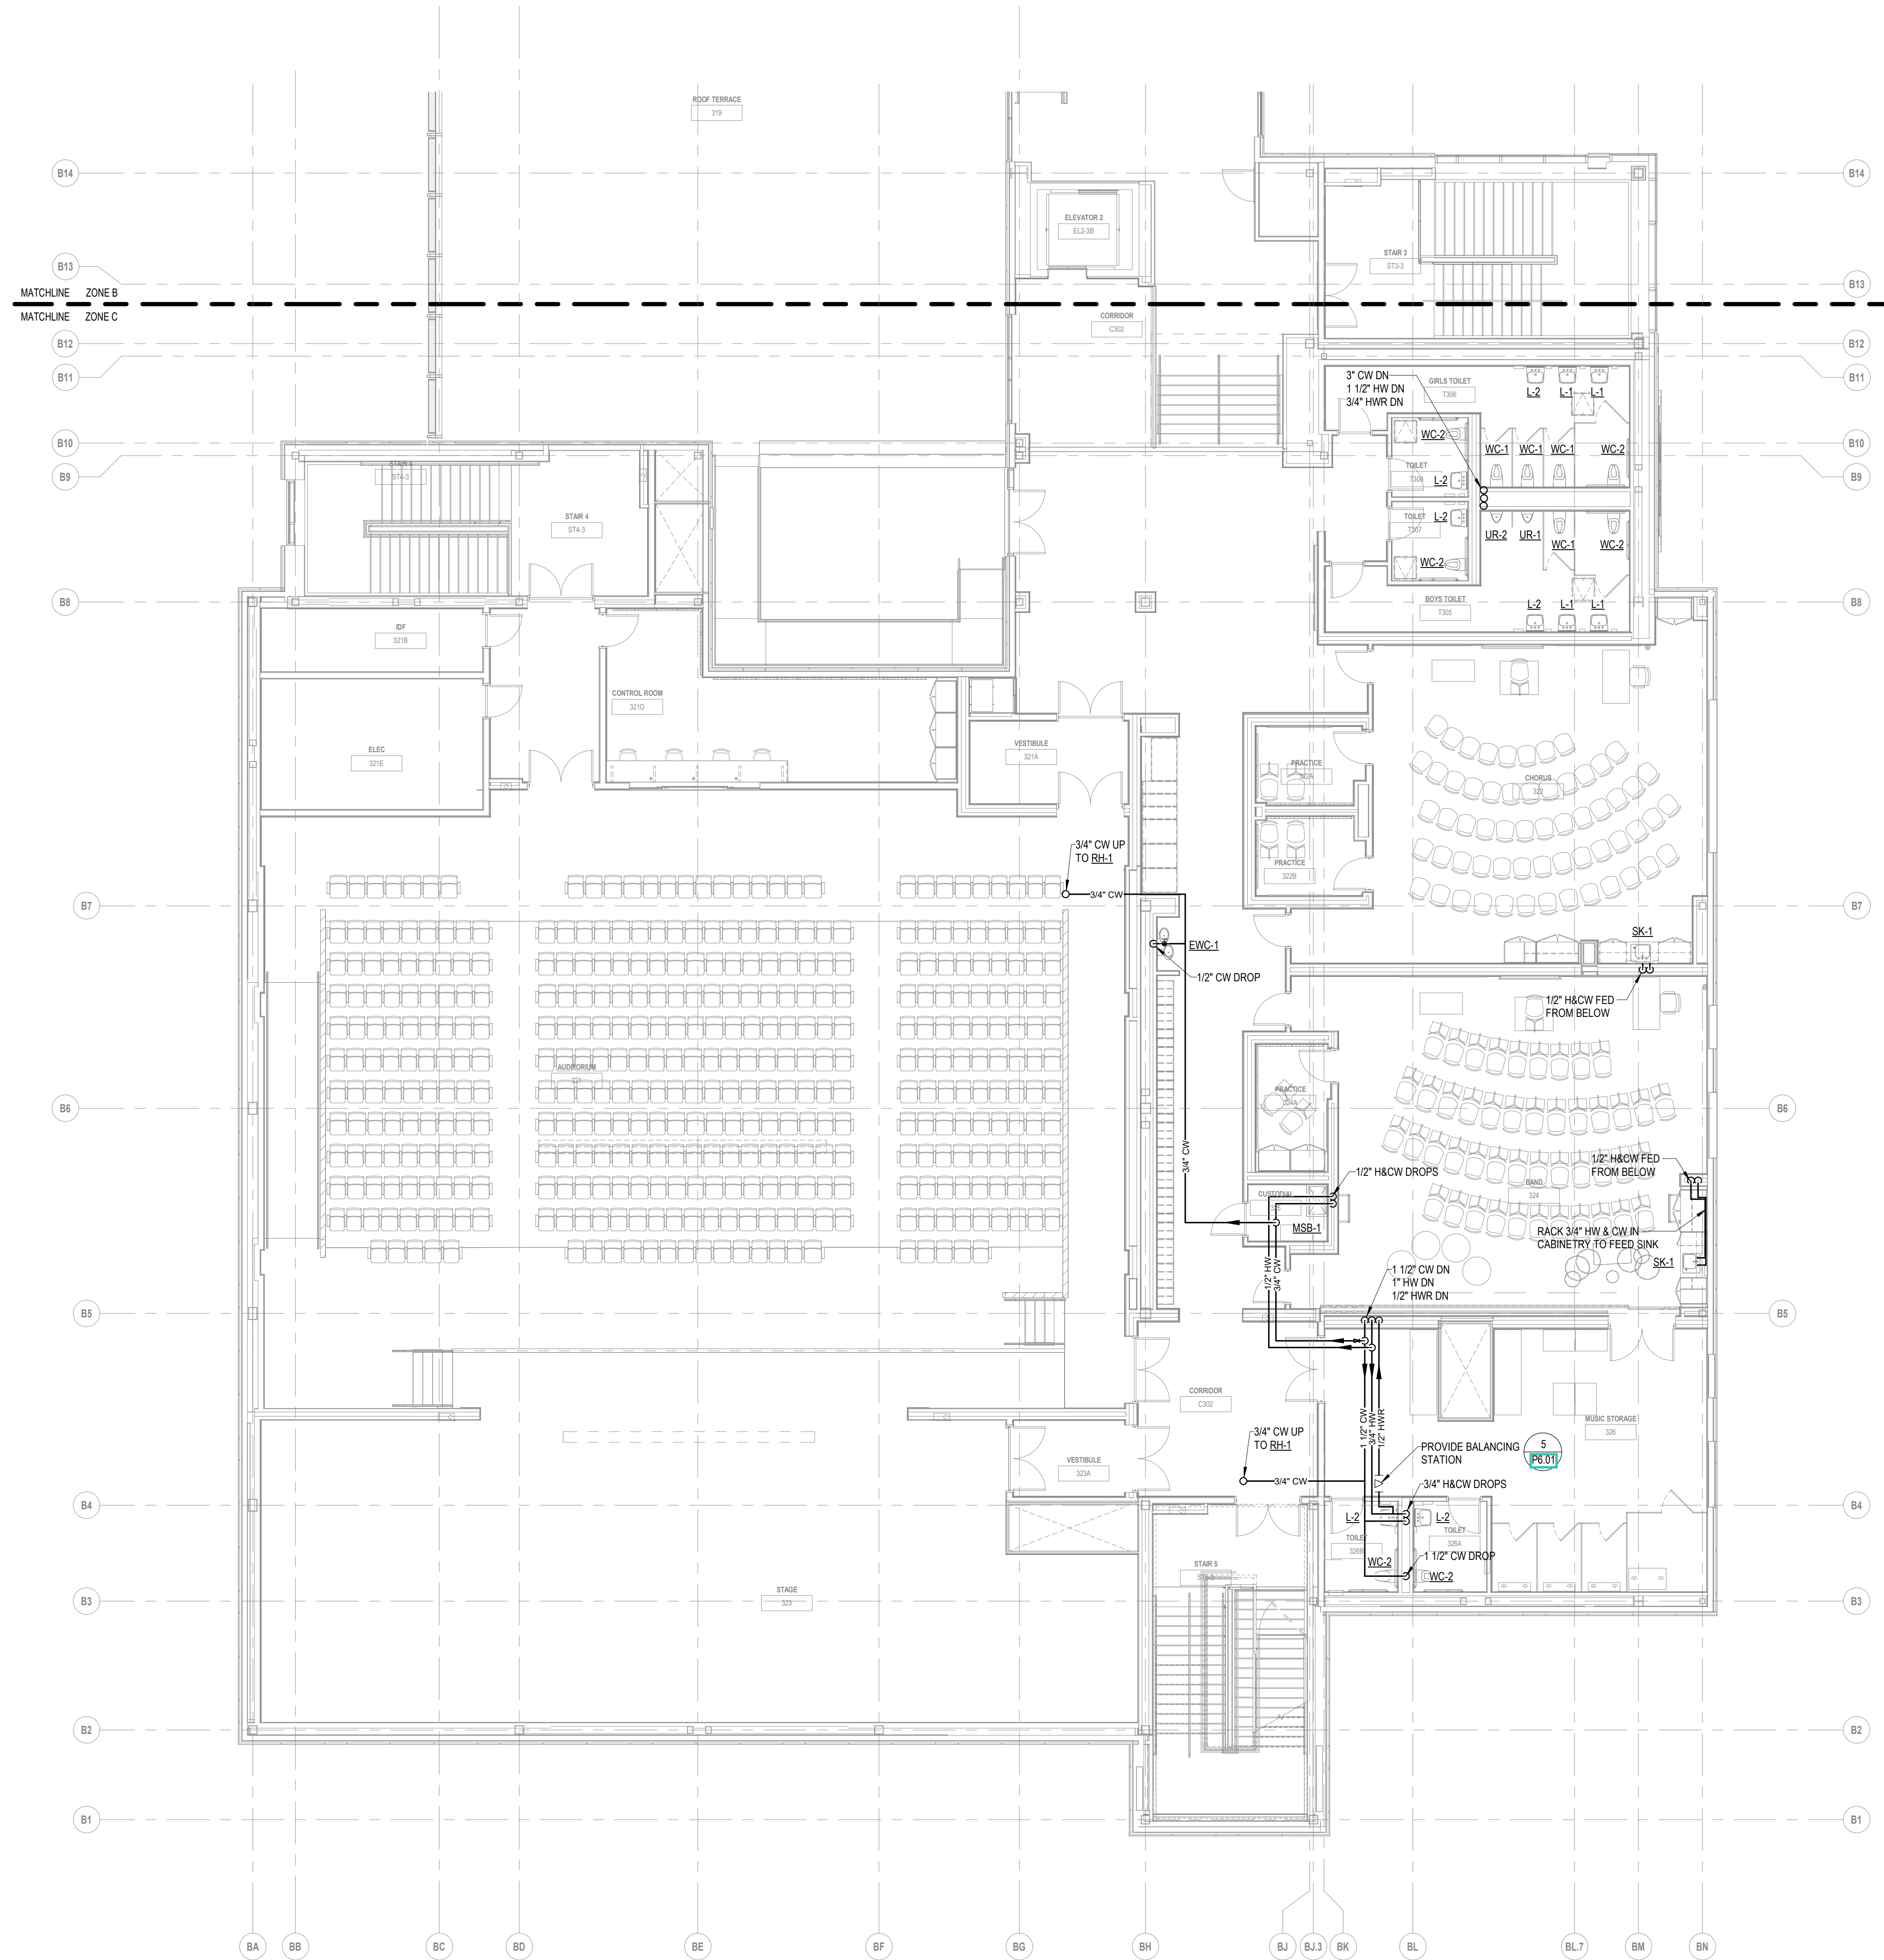 ROOF TERRACE
319
B14
B14
ELEVATOR 2
EL2-3B
STAIR 3
ST3-3
B13
B13
MATCHLINE ZONE B
MATCHLINE ZONE C
CORRIDOR
C302
B12
B12
B11
B11
3" CW DN
1 1/2" HW DN
3/4" HWR DN
GIRLS TOILET
T306
L-2
L-1
L-1
B10
B10
WC-2
WC-1
WC-1
WC-1
WC-2
STAIR 4
ST4-3
B9
B9
TOILET
T308
L-2
STAIR 4
ST4-3
TOILET
T307
L-2
UR-2
UR-1
WC-1
WC-2
WC-2
B8
B8
BOYS TOILET
T305
L-2
L-1
L-1
IDF
321B
CONTROL ROOM
321D
ELEC
321E
VESTIBULE
321A
PRACTICE
322A
CHORUS
322
3/4" CW UP
TO RH-1
PRACTICE
322B
3/4" CW
B7
B7
SK-1
EWC-1
1/2" CW DROP
1/2" H&CW FED
FROM BELOW
AUDITORIUM
321
PRACTICE
324A
B6
B6
3/4" CW
1/2" H&CW FED
FROM BELOW
1/2" H&CW DROPS
BAND
324
CUSTODIAL
MSB-1
RACK 3/4" HW & CW IN
CABINETRY TO FEED SINK
SK-1
1/2" HW
3/4" CW
1 1/2" CW DN
1" HW DN
1/2" HWR DN
B5
B5
CORRIDOR
C302
MUSIC STORAGE
326
1 1/2" CW
3/4" HW
1/2" HWR
3/4" CW UP
TO RH-1
PROVIDE BALANCING
STATION
5
P6.01
VESTIBULE
323A
3/4" CW
3/4" H&CW DROPS
B4
B4
L-2
L-2
TOILET
326B
TOILET
326A
WC-2
1 1/2" CW DROP
WC-2
STAIR 5
STAGE
323
B3
B3
B2
B2
B1
B1
BA
BB
BC
BD
BE
BF
BG
BH
BJ
BJ.3
BK
BL
BL.7
BM
BN